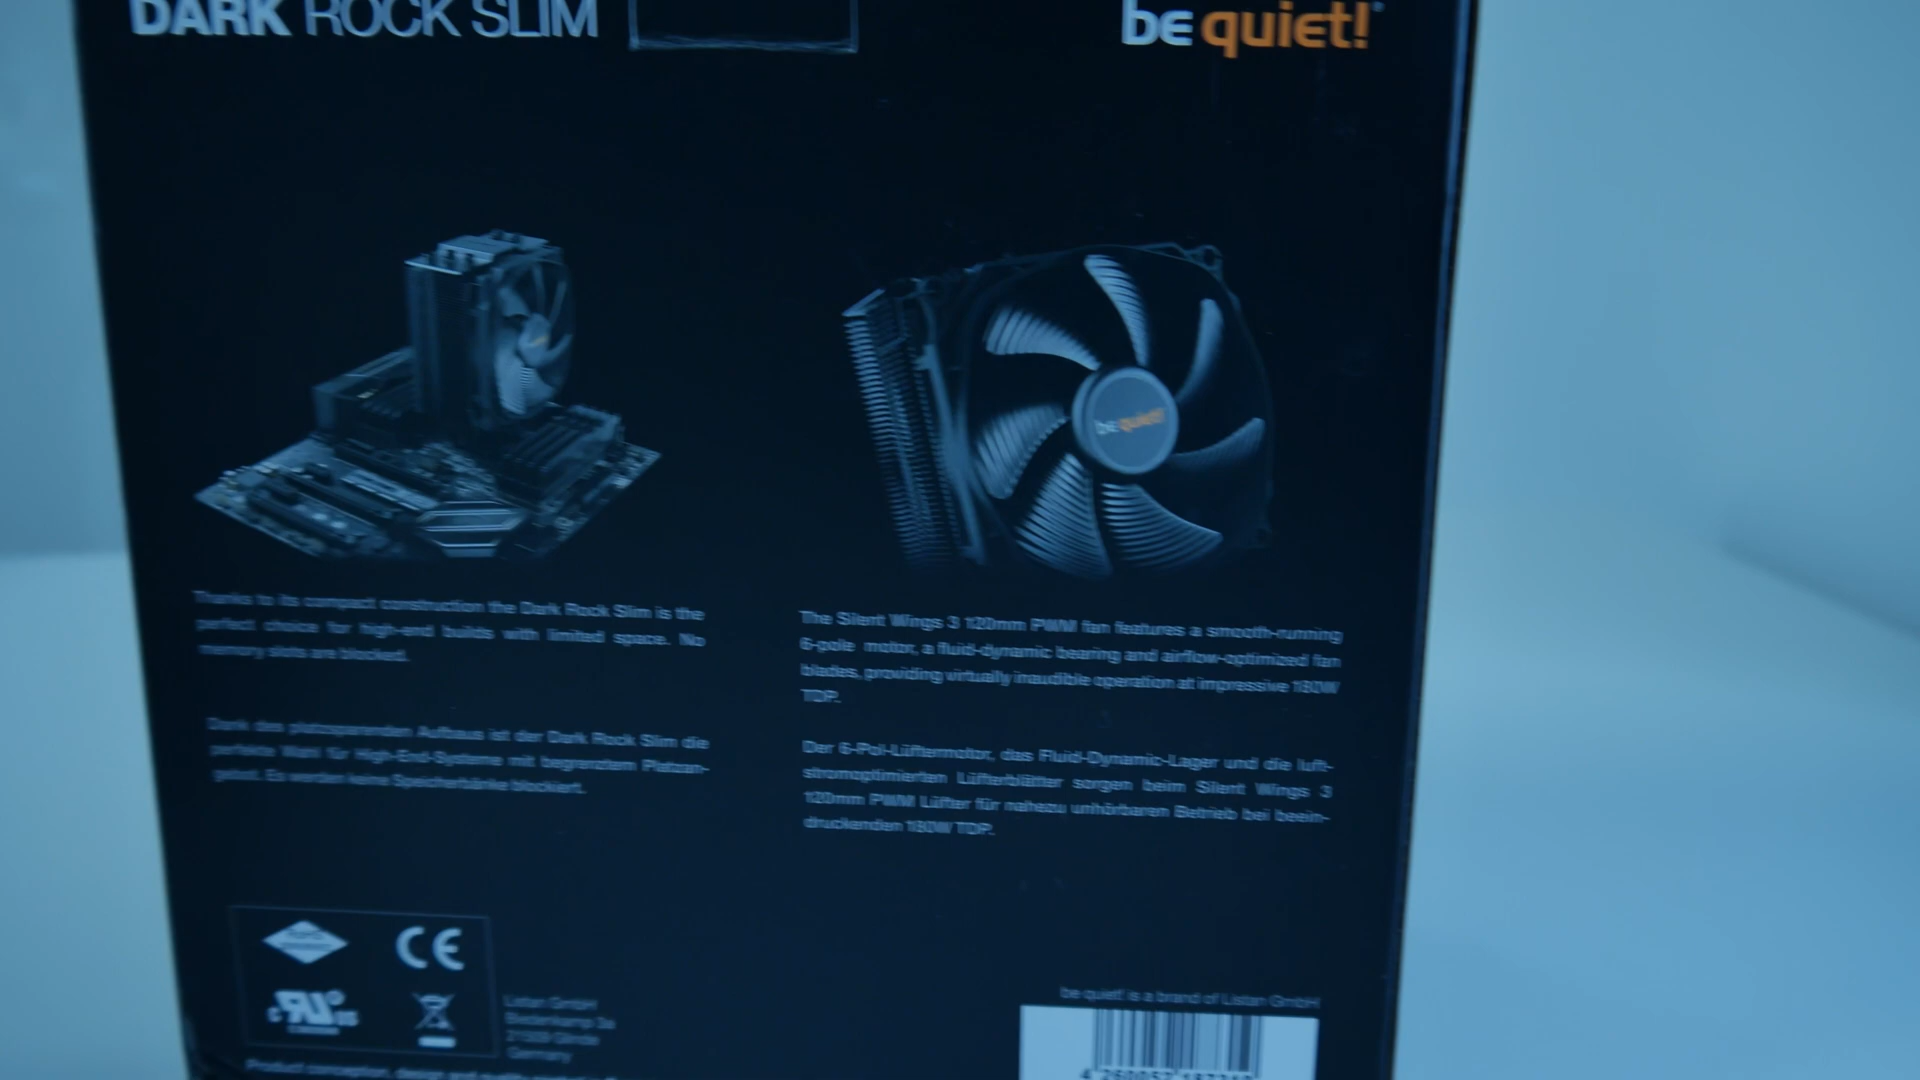 DARK ROCK SLIM
be quiet!
be quiet!
Thanks to its compact construction the Dark Rock Slim is the
perfect choice for high-end builds with limited space. No
memory slots are blocked.
Dank des platzsparenden Aufbaus ist der Dark Rock Slim die
perfekte Wahl für High-End-Systeme mit begrenztem Platzan-
gebot. Es werden keine Speicherbänke blockiert.
The Silent Wings 3 120mm PWM fan features a smooth-running
6-pole motor, a fluid-dynamic bearing and airflow-optimized fan
blades, providing virtually inaudible operation at impressive 180W
TDP.
Der 6-Pol-Lüftermotor, das Fluid-Dynamic-Lager und die luft-
stromoptimierten Lüfterblätter sorgen beim Silent Wings 3
120mm PWM Lüfter für nahezu unhörbaren Betrieb bei beein-
druckenden 180W TDP.
CE
Listan GmbH
Glinde
Germany
Product conception, design and quality
be quiet! is a brand of Listan GmbH